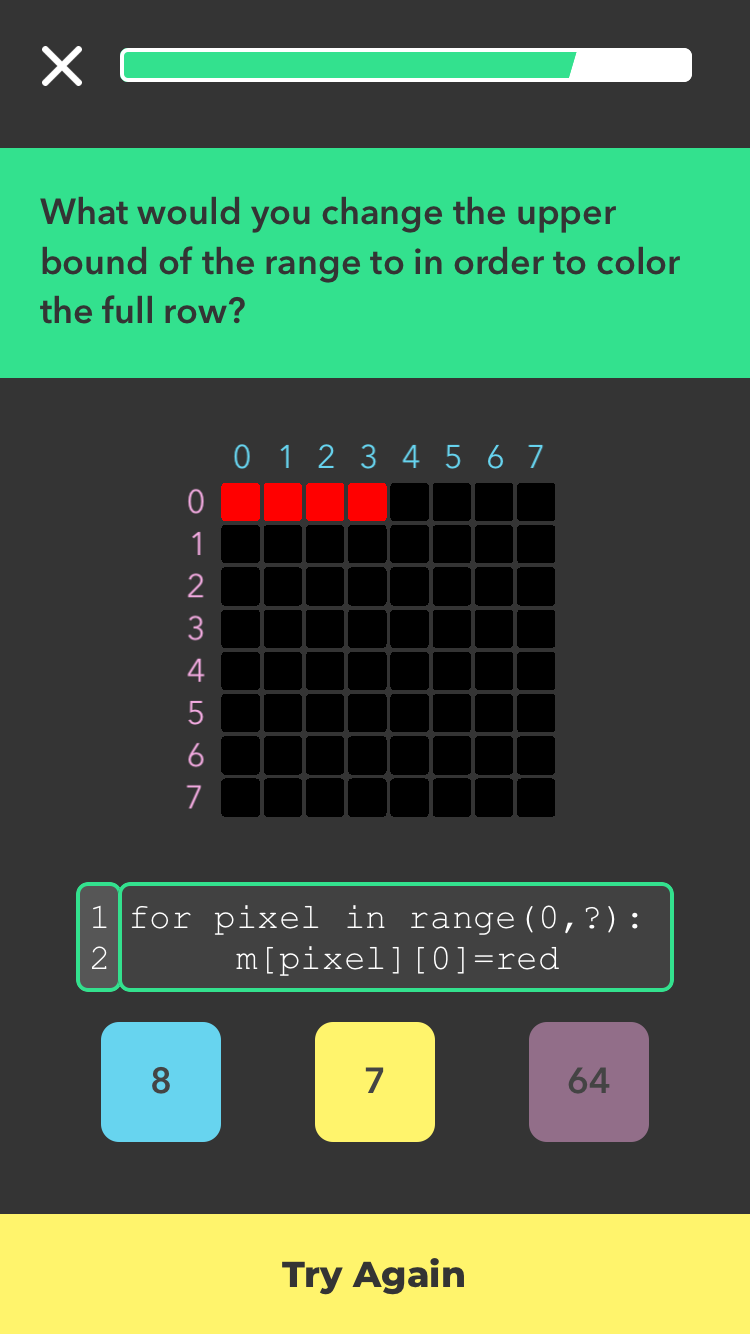 What would you change the upper
bound of the range to in order to color
the full row?
0 1 2 3 4 5 6 7
0
1
2
3
4
5
6
7
1 for pixel in range(0,?):
2 m[pixel][0]=red
8 7 64
Try Again